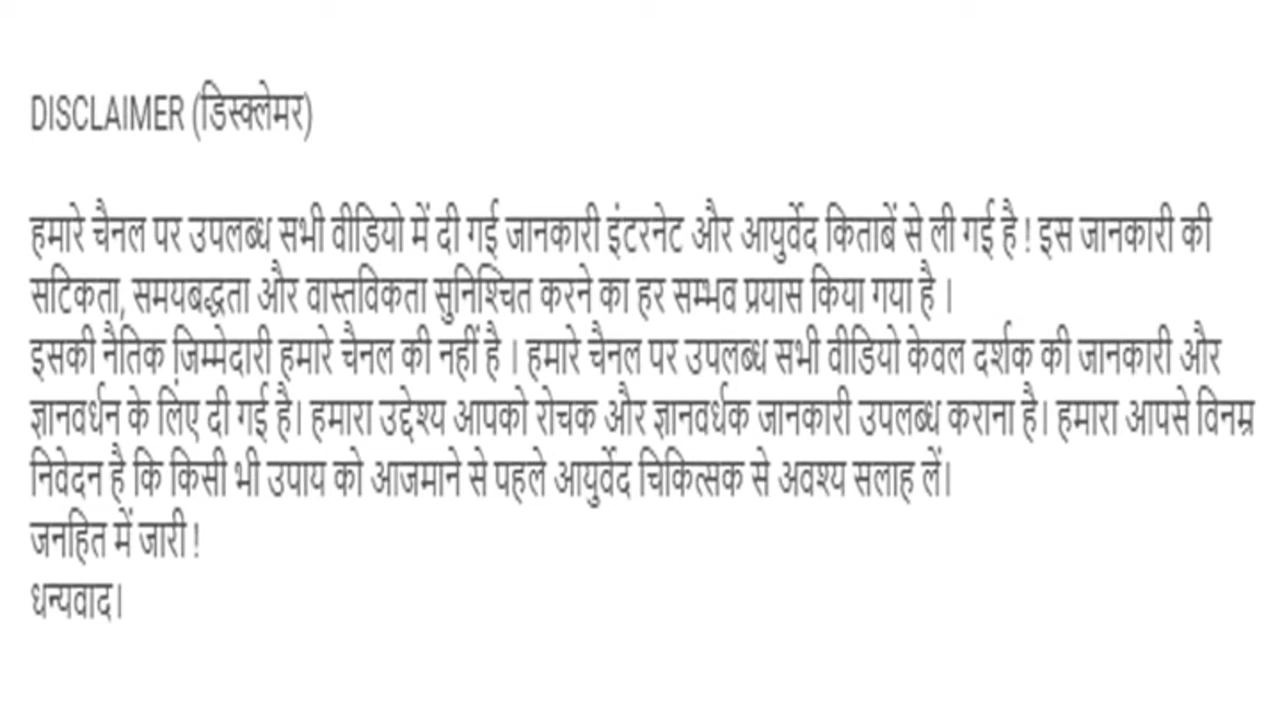 DISCLAIMER (डिस्क्लेमर)
हमारे चैनल पर उपलब्ध सभी वीडियो में दी गई जानकारी इंटरनेट और आयुर्वेद किताबें से ली गई है ! इस जानकारी की
सटिकता, समयबद्धता और वास्तविकता सुनिश्चित करने का हर सम्भव प्रयास किया गया है ।
इसकी नैतिक जि़म्मेदारी हमारे चैनल की नहीं है । हमारे चैनल पर उपलब्ध सभी वीडियो केवल दर्शक की जानकारी और
ज्ञानवर्धन के लिए दी गई है। हमारा उद्देश्य आपको रोचक और ज्ञानवर्धक जानकारी उपलब्ध कराना है। हमारा आपसे विनम्र
निवेदन है कि किसी भी उपाय को आजमाने से पहले आयुर्वेद चिकित्सक से अवश्य सलाह लें।
जनहित में जारी !
धन्यवाद।